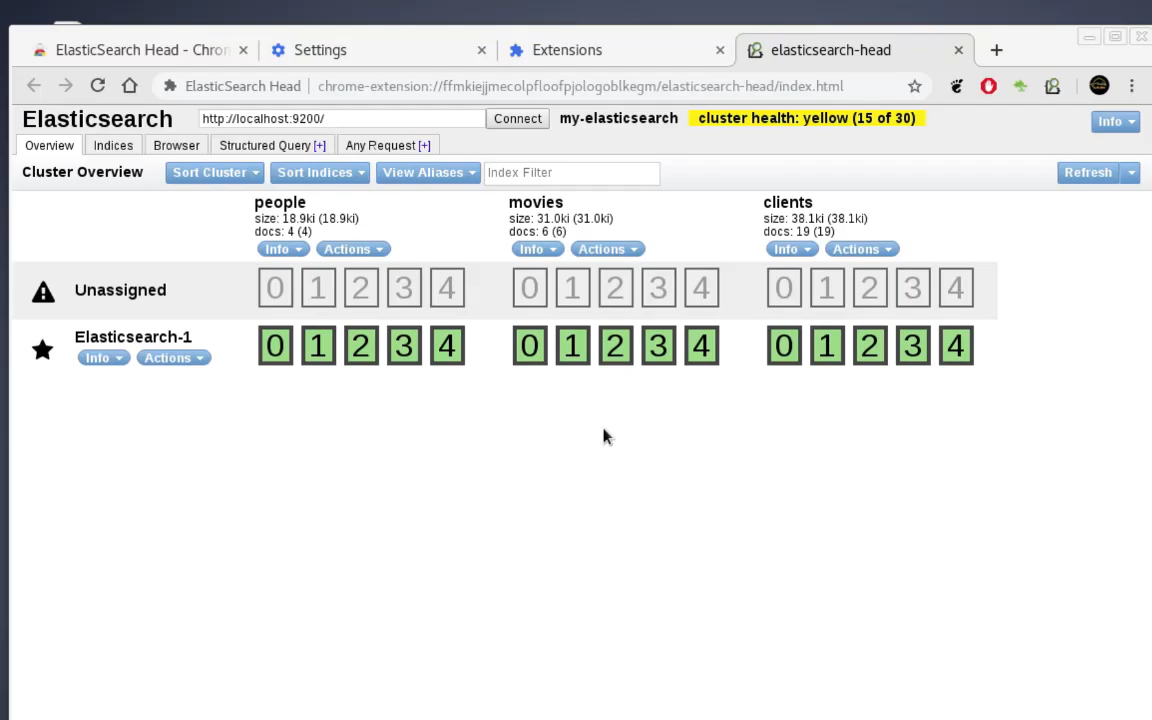 ElasticSearch Head - Chron
Settings
Extensions
elasticsearch-head
ElasticSearch Head | chrome-extension://ffmkiejjmecolpfloofpjologoblkegm/elasticsearch-head/index.html
Elasticsearch http://localhost:9200/ Connect my-elasticsearch cluster health: yellow (15 of 30) Info
Overview Indices Browser Structured Query [+] Any Request [+]
Cluster Overview Sort Cluster Sort Indices View Aliases Index Filter Refresh
people movies clients
size: 18.9ki (18.9ki) size: 31.0ki (31.0ki) size: 38.1ki (38.1ki)
docs: 4 (4) docs: 6 (6) docs: 19 (19)
Info Actions Info Actions Info Actions
Unassigned 0 1 2 3 4 0 1 2 3 4 0 1 2 3 4
Elasticsearch-1 0 1 2 3 4 0 1 2 3 4 0 1 2 3 4
Info Actions